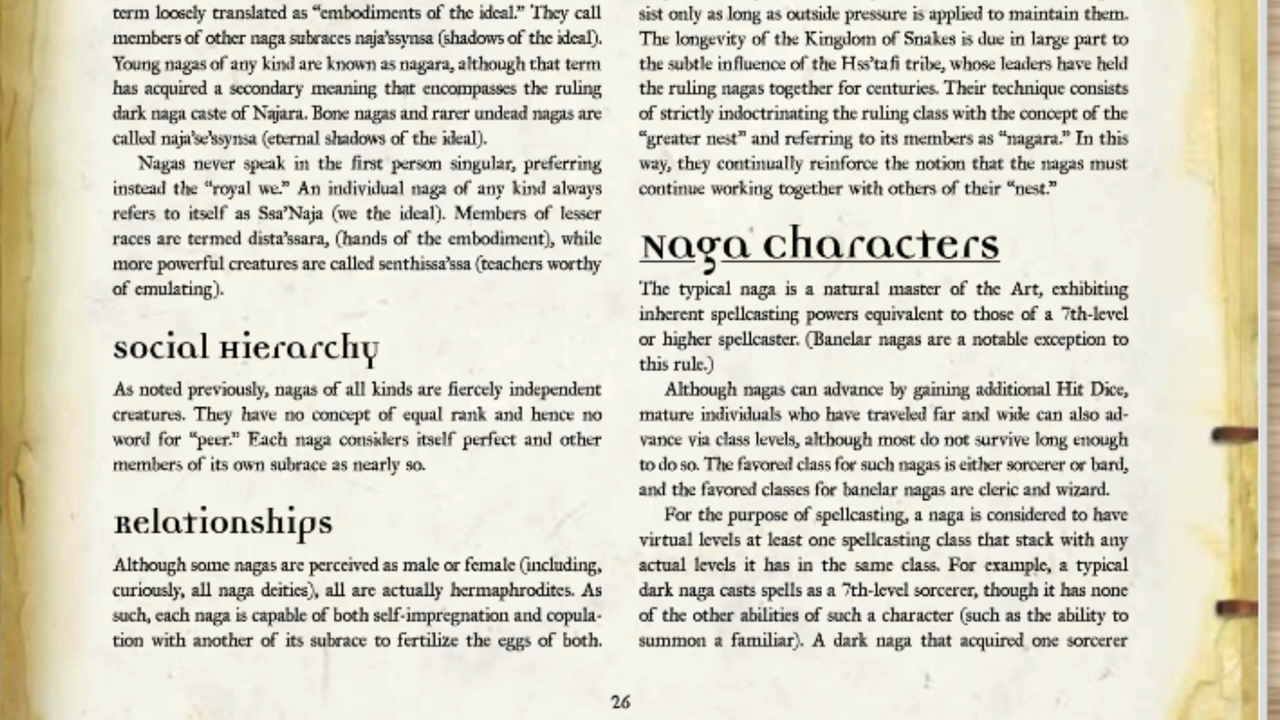 term loosely translated as “embodiments of the ideal.” They call
members of other naga subraces naja’ssynsa (shadows of the ideal).
Young nagas of any kind are known as nagara, although that term
has acquired a secondary meaning that encompasses the ruling
dark naga caste of Najara. Bone nagas and rarer undead nagas are
called naja’se’ssynsa (eternal shadows of the ideal).
Nagas never speak in the first person singular, preferring
instead the “royal we.” An individual naga of any kind always
refers to itself as Ssa’Naja (we the ideal). Members of lesser
races are termed dista’ssara, (hands of the embodiment), while
more powerful creatures are called senthissa’ssa (teachers worthy
of emulating).
Social Hierarchy
As noted previously, nagas of all kinds are fiercely independent
creatures. They have no concept of equal rank and hence no
word for “peer.” Each naga considers itself perfect and other
members of its own subrace as nearly so.
Relationships
Although some nagas are perceived as male or female (including,
curiously, all naga deities), all are actually hermaphrodites. As
such, each naga is capable of both self-impregnation and copula-
tion with another of its subrace to fertilize the eggs of both.
sist only as long as outside pressure is applied to maintain them.
The longevity of the Kingdom of Snakes is due in large part to
the subtle influence of the Hss’tafi tribe, whose leaders have held
the ruling nagas together for centuries. Their technique consists
of strictly indoctrinating the ruling class with the concept of the
“greater nest” and referring to its members as “nagara.” In this
way, they continually reinforce the notion that the nagas must
continue working together with others of their “nest.”
Naga Characters
The typical naga is a natural master of the Art, exhibiting
inherent spellcasting powers equivalent to those of a 7th-level
or higher spellcaster. (Banelar nagas are a notable exception to
this rule.)
Although nagas can advance by gaining additional Hit Dice,
mature individuals who have traveled far and wide can also ad-
vance via class levels, although most do not survive long enough
to do so. The favored class for such nagas is either sorcerer or bard,
and the favored classes for banelar nagas are cleric and wizard.
For the purpose of spellcasting, a naga is considered to have
virtual levels at least one spellcasting class that stack with any
actual levels it has in the same class. For example, a typical
dark naga casts spells as a 7th-level sorcerer, though it has none
of the other abilities of such a character (such as the ability to
summon a familiar). A dark naga that acquired one sorcerer
26